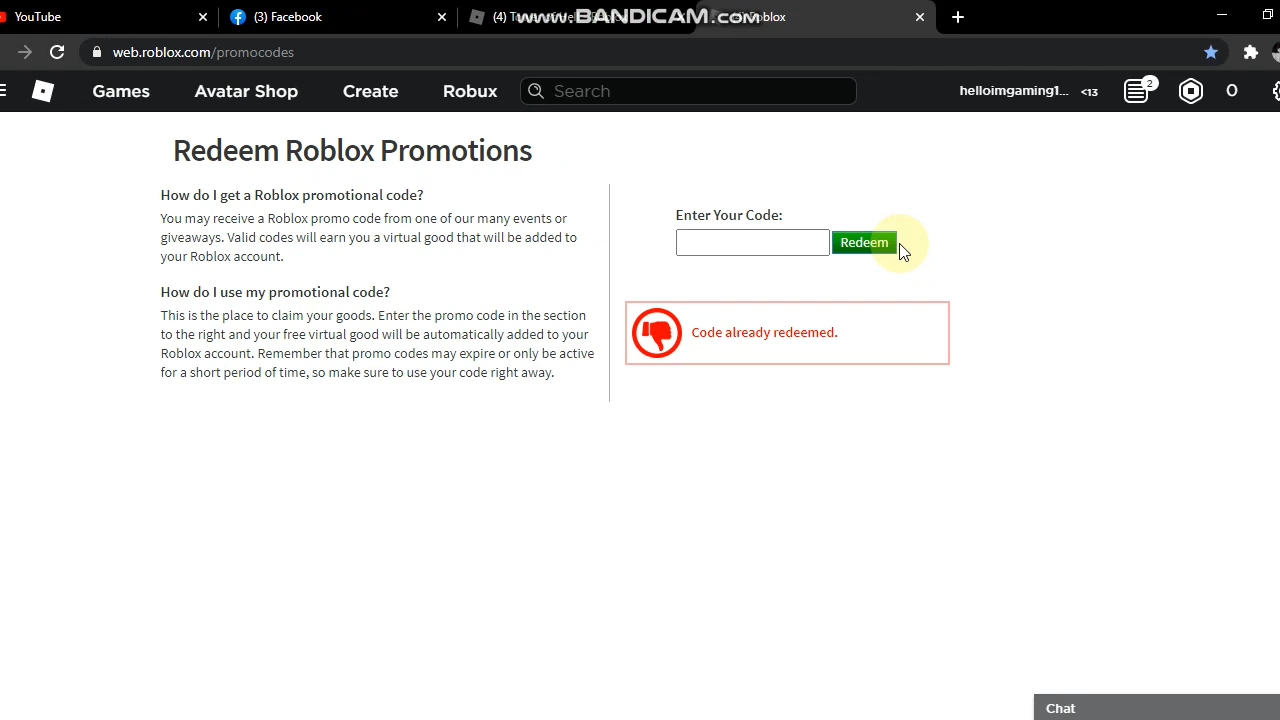 YouTube
(3) Facebook
www.BANDICAM.com
Roblox
web.roblox.com/promocodes
Games
Avatar Shop
Create
Robux
Search
helloimgaming1... <13
2
0
Redeem Roblox Promotions
How do I get a Roblox promotional code?
You may receive a Roblox promo code from one of our many events or
giveaways. Valid codes will earn you a virtual good that will be added to
your Roblox account.
How do I use my promotional code?
This is the place to claim your goods. Enter the promo code in the section
to the right and your free virtual good will be automatically added to your
Roblox account. Remember that promo codes may expire or only be active
for a short period of time, so make sure to use your code right away.
Enter Your Code:
Redeem
Code already redeemed.
Chat